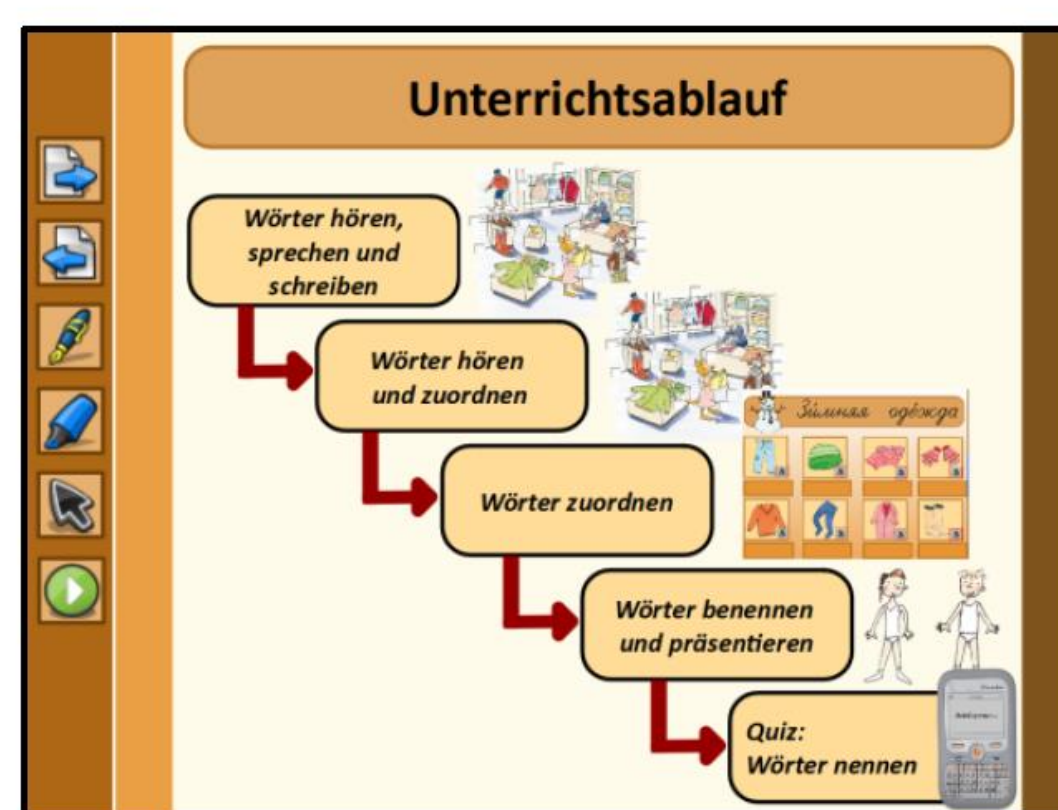 Unterrichtsablauf
Wörter hören,
sprechen und
schreiben
Wörter hören
und zuordnen
Зимняя одежда
Wörter zuordnen
Wörter benennen
und präsentieren
Quiz:
Wörter nennen